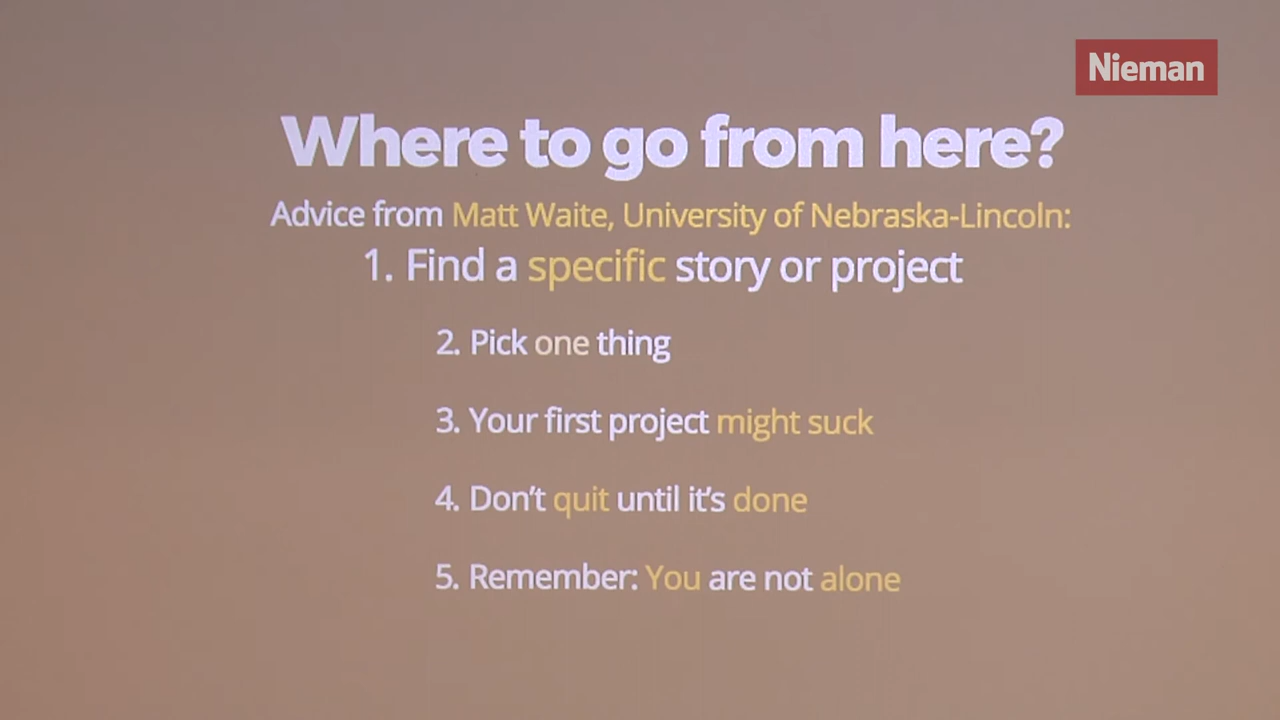 Nieman
Where to go from here?
Advice from Matt Waite, University of Nebraska-Lincoln:
1. Find a specific story or project
2. Pick one thing
3. Your first project might suck
4. Don't quit until it's done
5. Remember: You are not alone